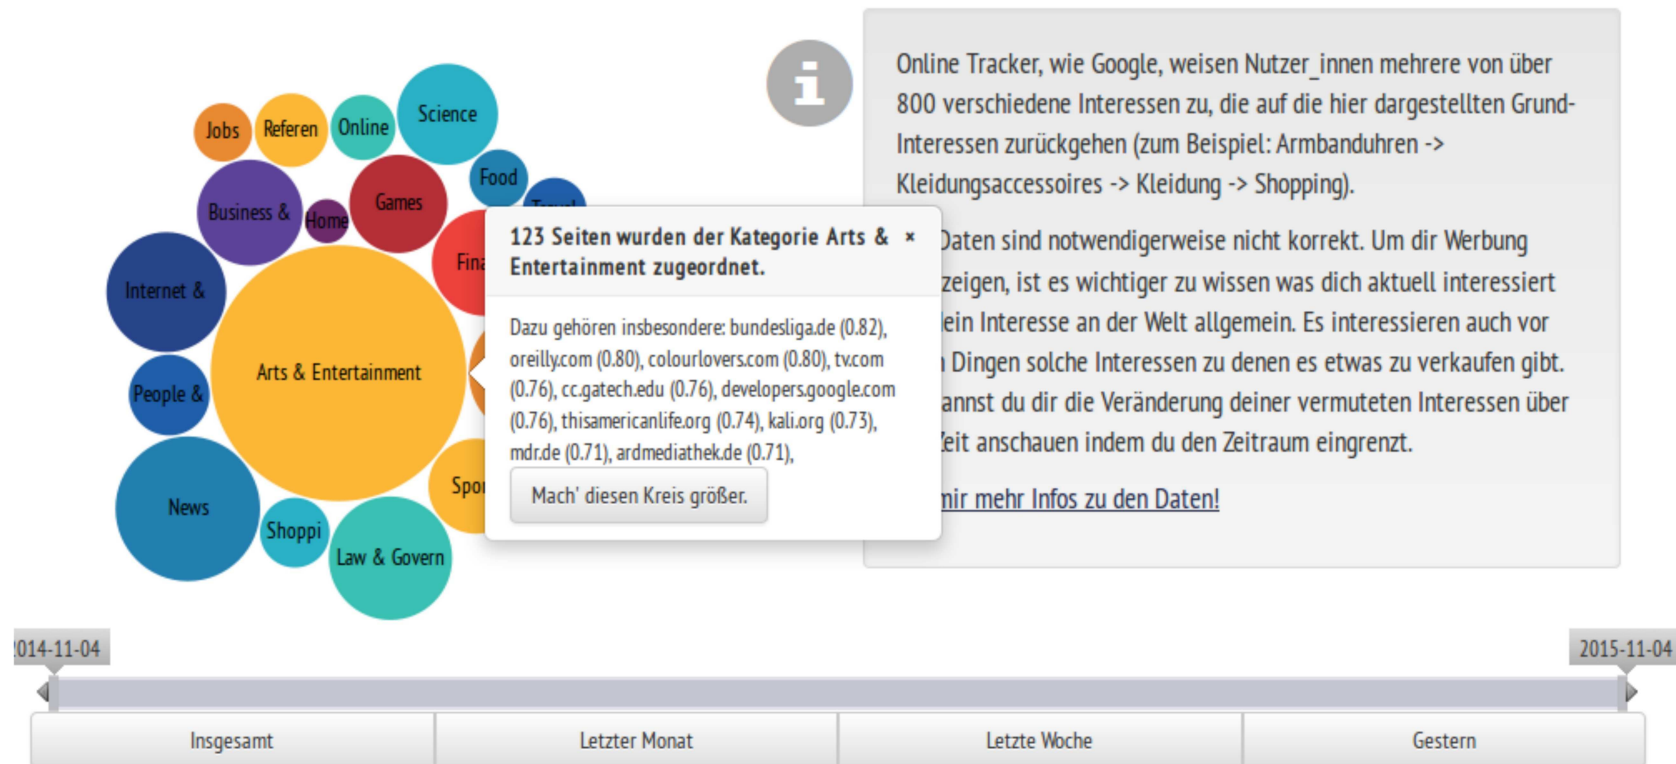 Science
Jobs
Referen
Online
Food
Business &
Home
Games
Internet &
Arts & Entertainment
People &
News
Shoppi
Law & Govern
123 Seiten wurden der Kategorie Arts & ×
Entertainment zugeordnet.
Dazu gehören insbesondere: bundesliga.de (0.82),
oreilly.com (0.80), colourlovers.com (0.80), tv.com
(0.76), cc.gatech.edu (0.76), developers.google.com
(0.76), thisamericanlife.org (0.74), kali.org (0.73),
mdr.de (0.71), ardmediathek.de (0.71),
Mach' diesen Kreis größer.
i
Online Tracker, wie Google, weisen Nutzer_innen mehrere von über
800 verschiedene Interessen zu, die auf die hier dargestellten Grund-
Interessen zurückgehen (zum Beispiel: Armbanduhren ->
Kleidungsaccessoires -> Kleidung -> Shopping).
Daten sind notwendigerweise nicht korrekt. Um dir Werbung
zeigen, ist es wichtiger zu wissen was dich aktuell interessiert
Interesse an der Welt allgemein. Es interessieren auch vor
Dingen solche Interessen zu denen es etwas zu verkaufen gibt.
annst du dir die Veränderung deiner vermuteten Interessen über
eit anschauen indem du den Zeitraum eingrenzt.
mir mehr Infos zu den Daten!
014-11-04
2015-11-04
Insgesamt
Letzter Monat
Letzte Woche
Gestern